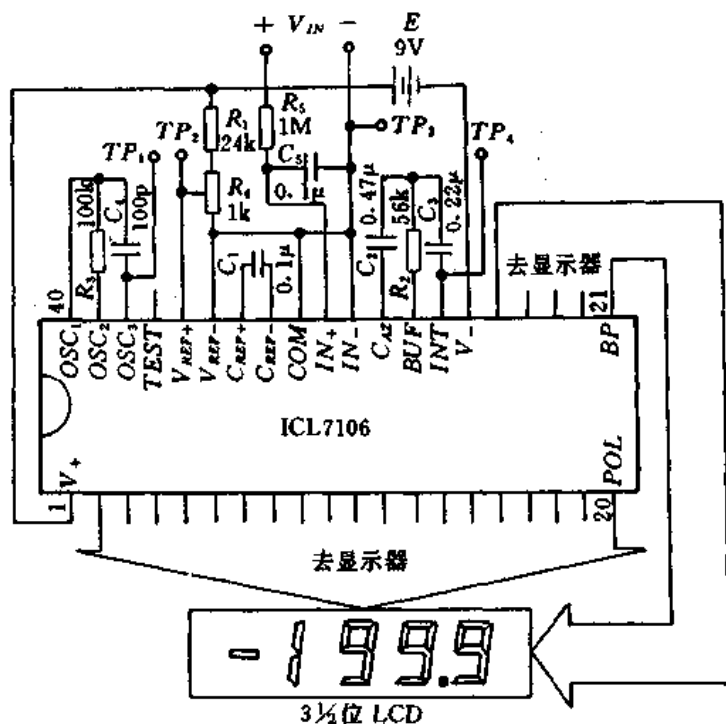 + V_IN −
E
9V
R₁
24k
R₅
1M
TP₁
TP₂
TP₃
TP₄
100k
R₃
C₄
100p
R₄
1k
C₅
0.1μ
C₁
0.1μ
0.47μ
C₂
56k
R₂
C₃
0.22μ
去显示器
40
21
OSC₁
OSC₂
OSC₃
TEST
V_REF+
V_REF-
C_REF+
C_REF-
COM
IN+
IN-
C_AZ
BUF
INT
V-
BP
ICL7106
V+
POL
1
20
去显示器
-199.9
3½位 LCD